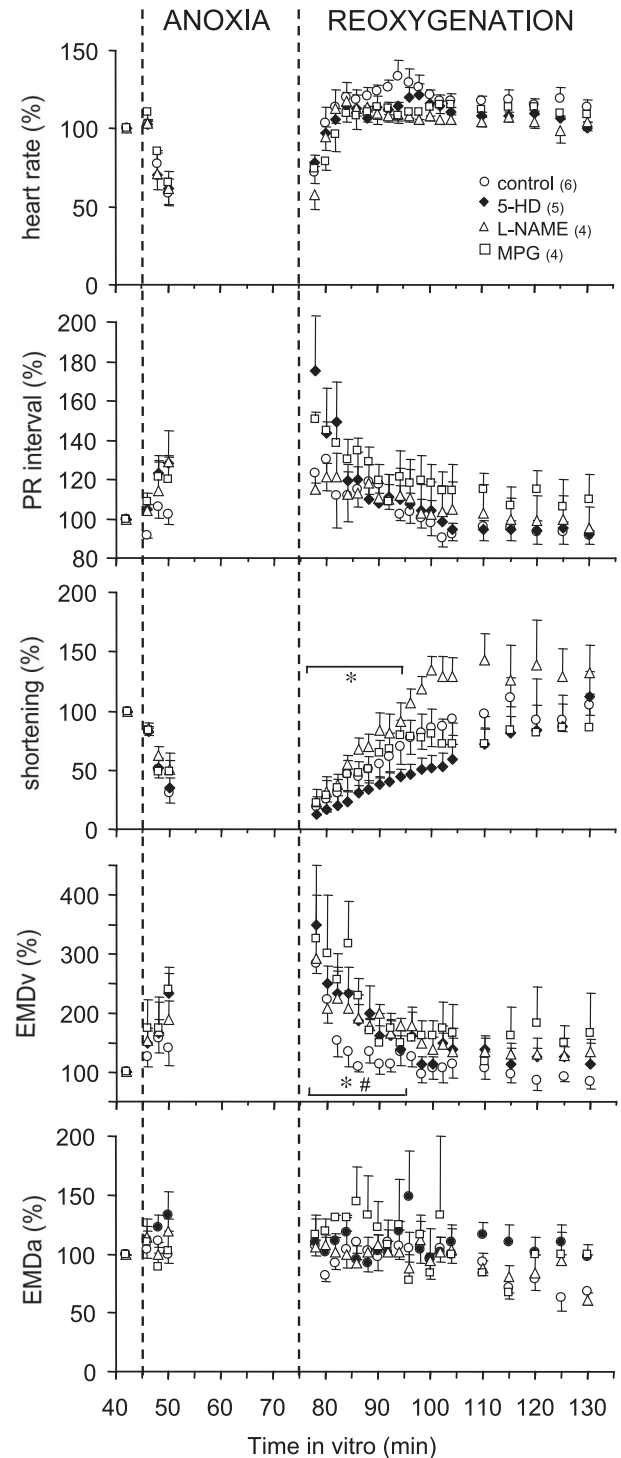 ANOXIA REOXYGENATION
heart rate (%)
150
100
50
0
control (6)
5-HD (5)
L-NAME (4)
MPG (4)
PR interval (%)
200
180
160
140
120
100
80
shortening (%)
200
150
100
50
0
*
EMDv (%)
400
300
200
100
* #
EMDa (%)
200
150
100
50
0
40 50 60 70 80 90 100 110 120 130
Time in vitro (min)